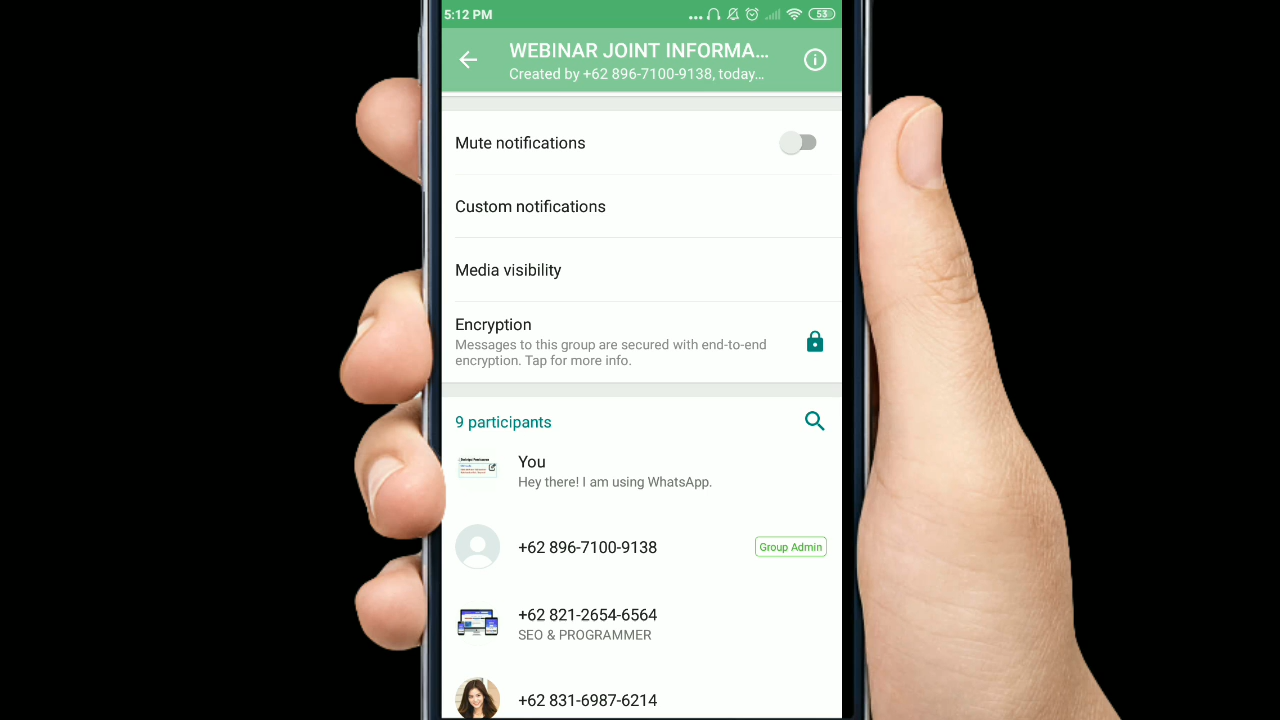 5:12 PM
53
WEBINAR JOINT INFORMA...
Created by +62 896-7100-9138, today...
Mute notifications
Custom notifications
Media visibility
Encryption
Messages to this group are secured with end-to-end
encryption. Tap for more info.
9 participants
You
Hey there! I am using WhatsApp.
+62 896-7100-9138
Group Admin
+62 821-2654-6564
SEO & PROGRAMMER
+62 831-6987-6214